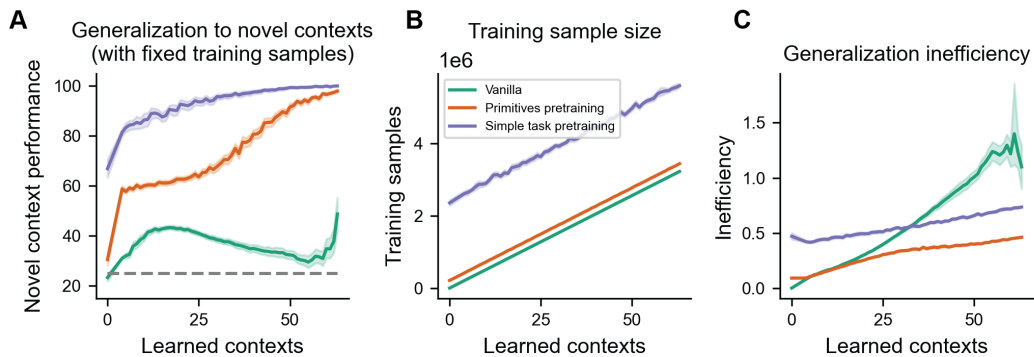 A
Generalization to novel contexts
(with fixed training samples)
Novel context performance
100
80
60
40
20
0
50
Learned contexts
B
Training sample size
1e6
Training samples
4
2
0
Vanilla
Primitives pretraining
Simple task pretraining
0
50
Learned contexts
C
Generalization inefficiency
Inefficiency
1.5
1.0
0.5
0.0
0
25
50
Learned contexts